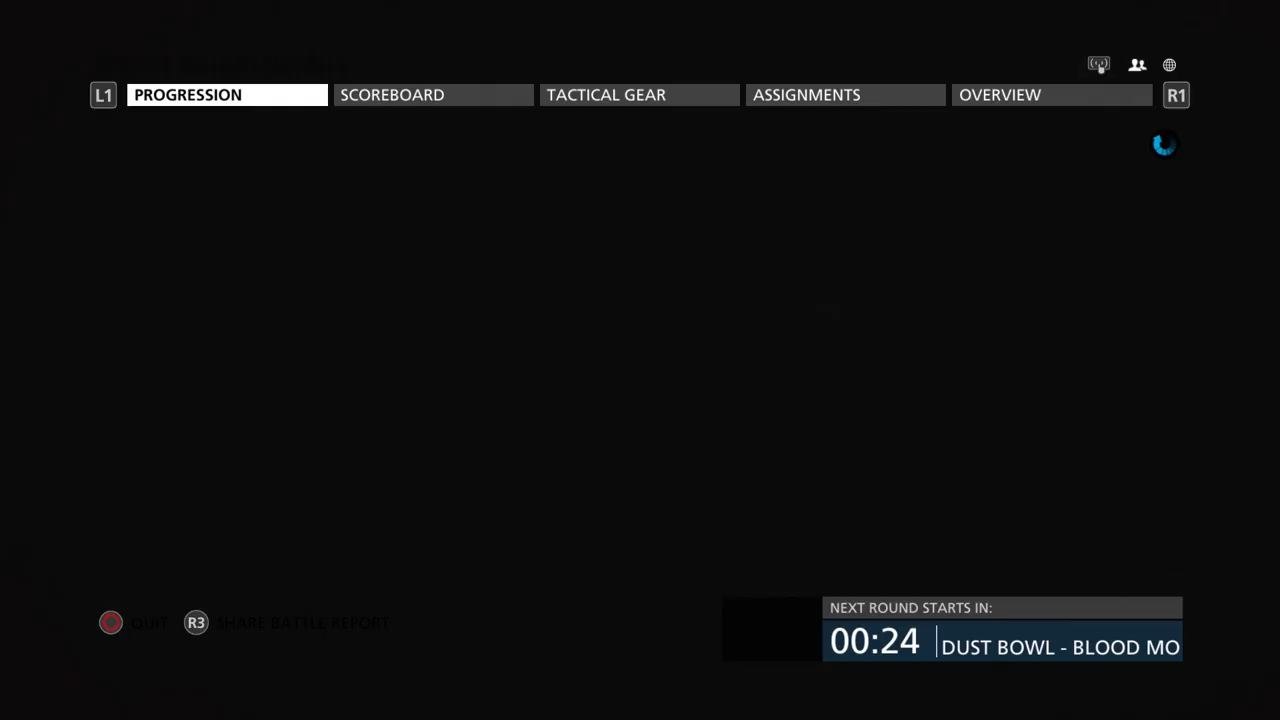 L1 PROGRESSION SCOREBOARD TACTICAL GEAR ASSIGNMENTS OVERVIEW R1
QUIT R3 SHARE BATTLE REPORT
NEXT ROUND STARTS IN:
00:24 DUST BOWL - BLOOD MO